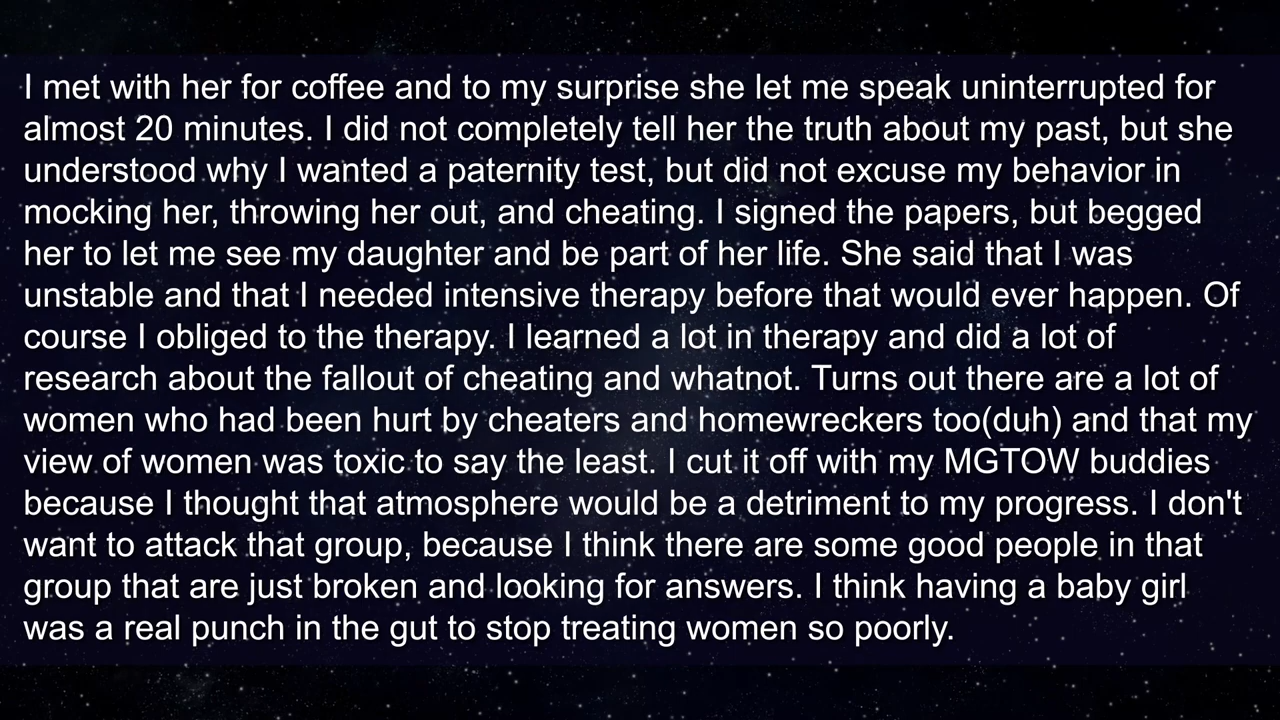 I met with her for coffee and to my surprise she let me speak uninterrupted for
almost 20 minutes. I did not completely tell her the truth about my past, but she
understood why I wanted a paternity test, but did not excuse my behavior in
mocking her, throwing her out, and cheating. I signed the papers, but begged
her to let me see my daughter and be part of her life. She said that I was
unstable and that I needed intensive therapy before that would ever happen. Of
course I obliged to the therapy. I learned a lot in therapy and did a lot of
research about the fallout of cheating and whatnot. Turns out there are a lot of
women who had been hurt by cheaters and homewreckers too(duh) and that my
view of women was toxic to say the least. I cut it off with my MGTOW buddies
because I thought that atmosphere would be a detriment to my progress. I don't
want to attack that group, because I think there are some good people in that
group that are just broken and looking for answers. I think having a baby girl
was a real punch in the gut to stop treating women so poorly.